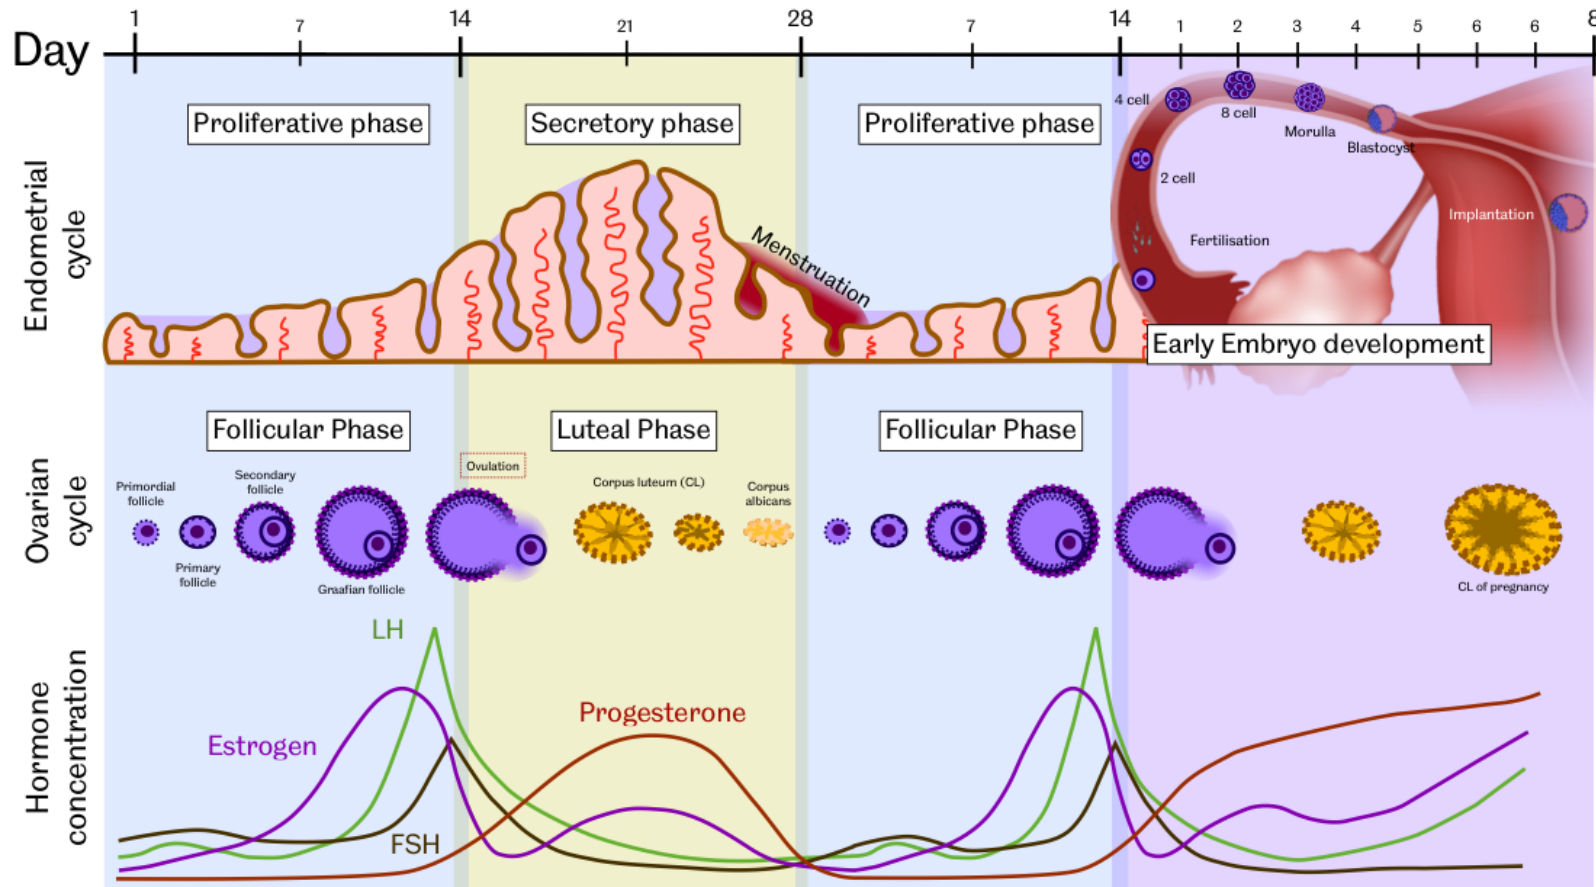 1 7 14 21 28 7 14 1 2 3 4 5 6 6 8
Day
Proliferative phase
Secretory phase
Proliferative phase
4 cell
8 cell
Morulla
Blastocyst
2 cell
Implantation
Fertilisation
Menstruation
Early Embryo development
Endometrial
cycle
Follicular Phase
Luteal Phase
Follicular Phase
Ovulation
Primordial
follicle
Secondary
follicle
Corpus luteum (CL)
Corpus
albicans
Primary
follicle
Graafian follicle
CL of pregnancy
Ovarian
cycle
LH
Estrogen
Progesterone
FSH
Hormone
concentration